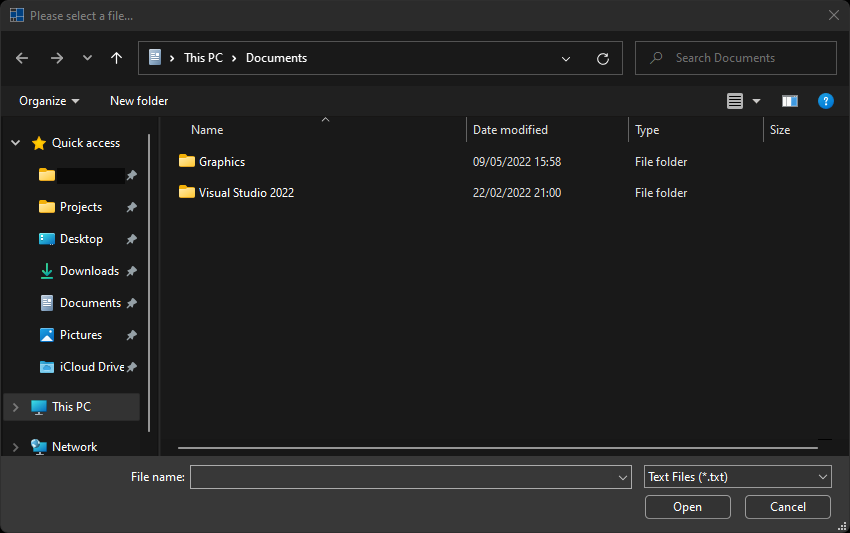 Please select a file...
This PC Documents
Search Documents
Organize New folder
?
Name Date modified Type Size
Quick access
Projects
Desktop
Downloads
Documents
Pictures
iCloud Drive
This PC
Network
Graphics 09/05/2022 15:58 File folder
Visual Studio 2022 22/02/2022 21:00 File folder
File name: Text Files (*.txt)
Open Cancel